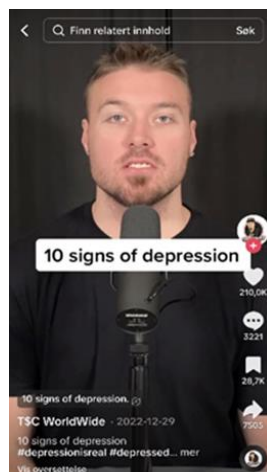 Finn relatert innhold Søk
10 signs of depression
210,0K
3221
28,7K
7505
10 signs of depression.
T$C WorldWide · 2022-12-29
10 signs of depression
#depressionisreal #depressed... mer
Vis oversettelse